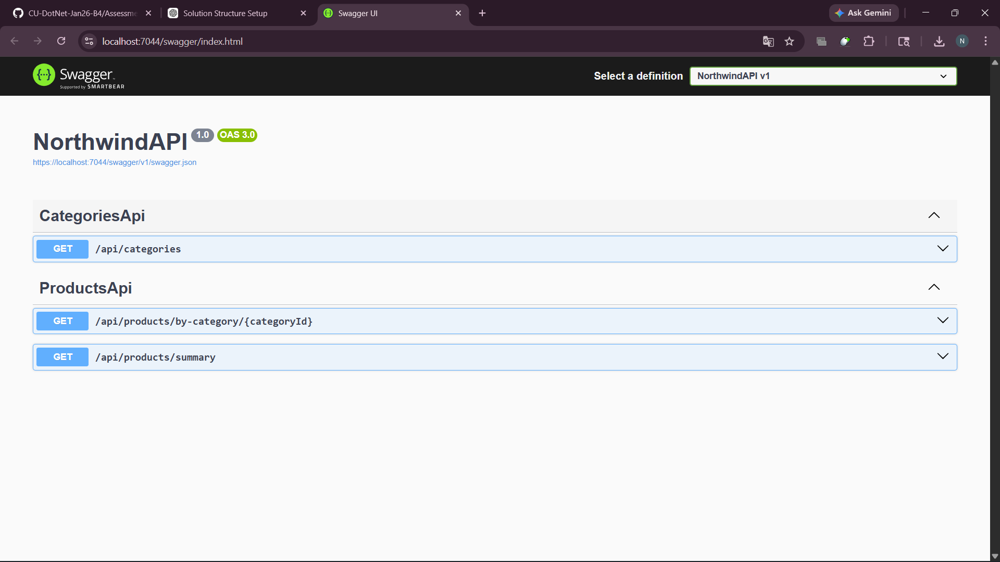 CU-DotNet-Jan26-B4/Assessme
Solution Structure Setup
Swagger UI
Ask Gemini
localhost:7044/swagger/index.html
N
Swagger
Supported by SMARTBEAR
Select a definition
NorthwindAPI v1
NorthwindAPI 1.0 OAS 3.0
https://localhost:7044/swagger/v1/swagger.json
CategoriesApi
GET /api/categories
ProductsApi
GET /api/products/by-category/{categoryId}
GET /api/products/summary